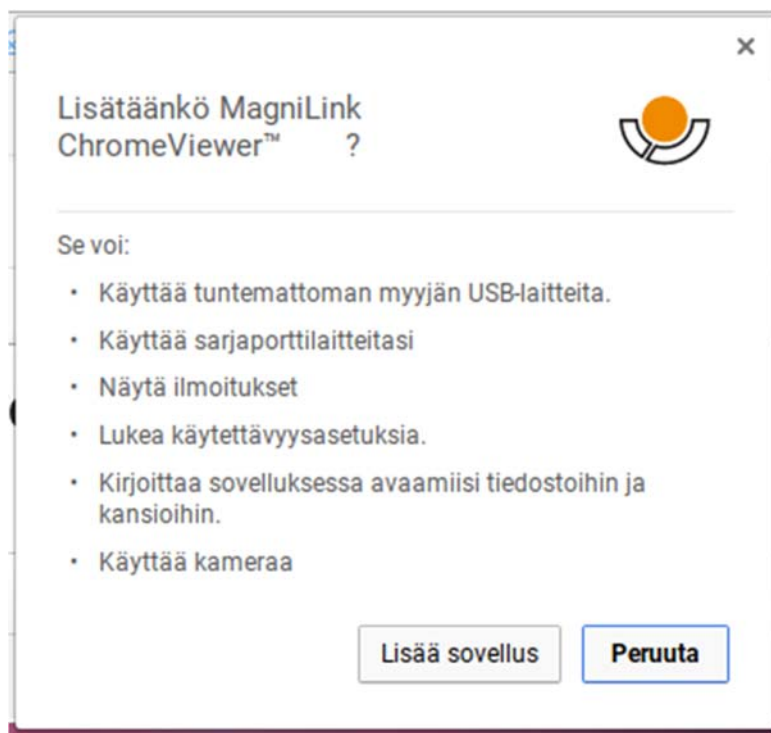 Lisätäänkö MagniLink
ChromeViewer™ ?
Se voi:
• Käyttää tuntemattoman myyjän USB-laitteita.
• Käyttää sarjaporttilaitteitasi
• Näytä ilmoitukset
• Lukea käytettävyysasetuksia.
• Kirjoittaa sovelluksessa avaamiisi tiedostoihin ja
kansioihin.
• Käyttää kameraa
Lisää sovellus Peruuta